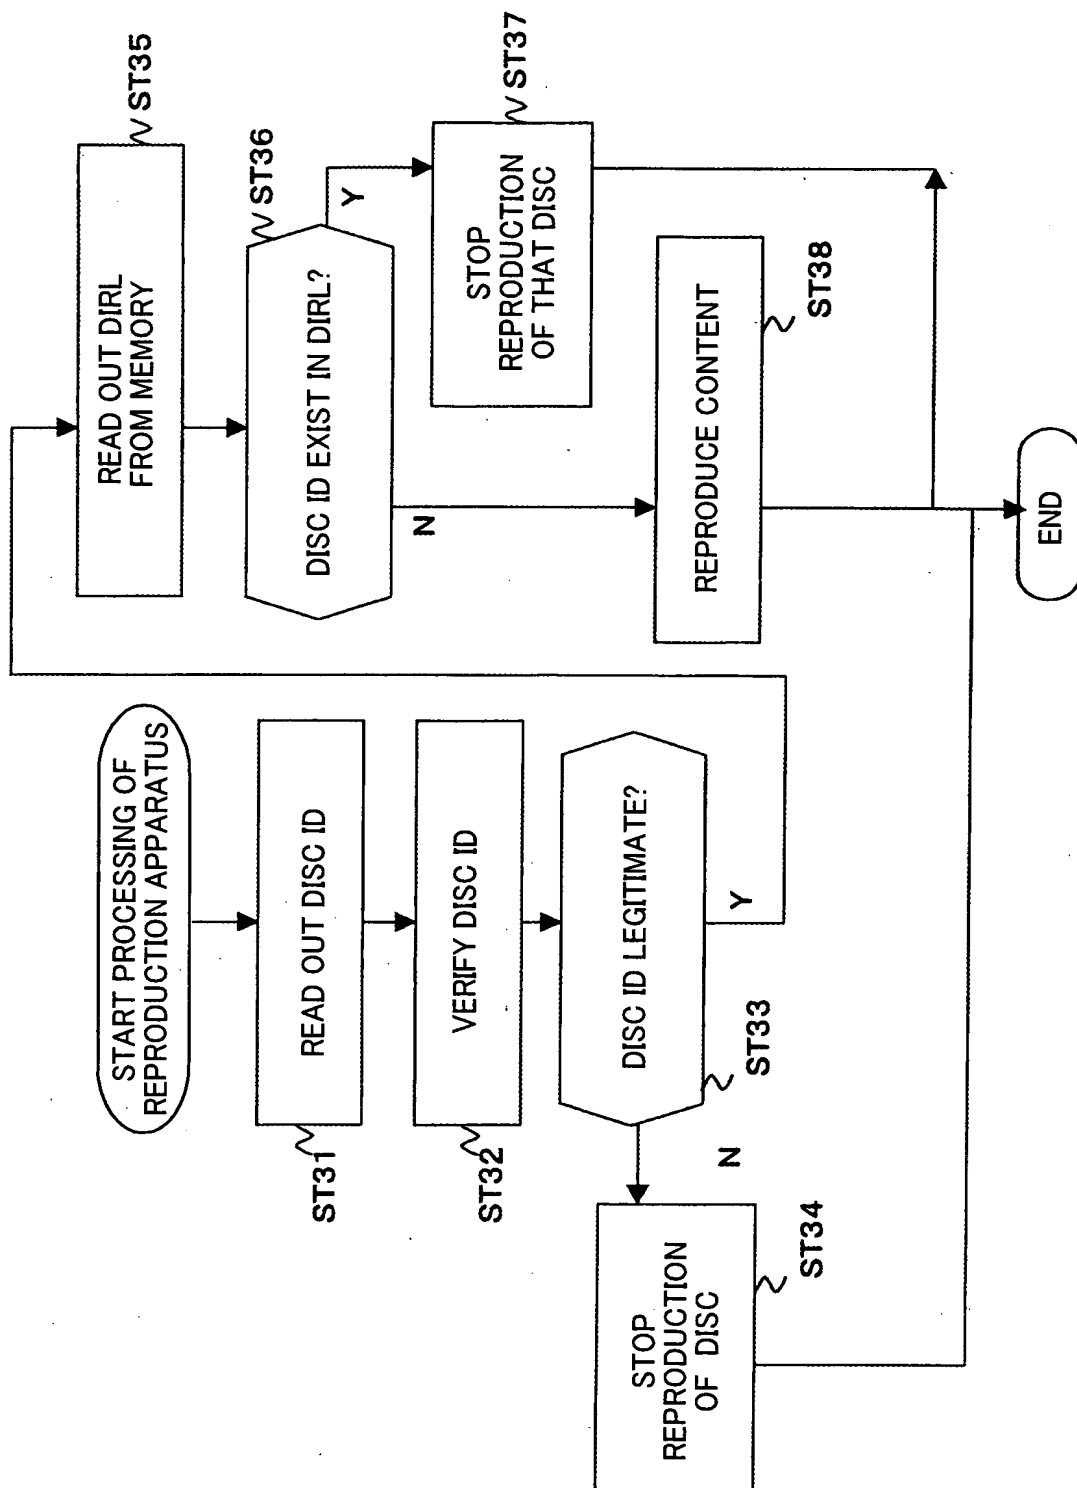 START PROCESSING OF
REPRODUCTION APPARATUS
READ OUT DISC ID
ST31
VERIFY DISC ID
ST32
DISC ID LEGITIMATE?
ST33
N
Y
STOP
REPRODUCTION
OF DISC
ST34
READ OUT DIRL
FROM MEMORY
ST35
DISC ID EXIST IN DIRL?
ST36
Y
N
STOP
REPRODUCTION
OF THAT DISC
ST37
REPRODUCE CONTENT
ST38
END